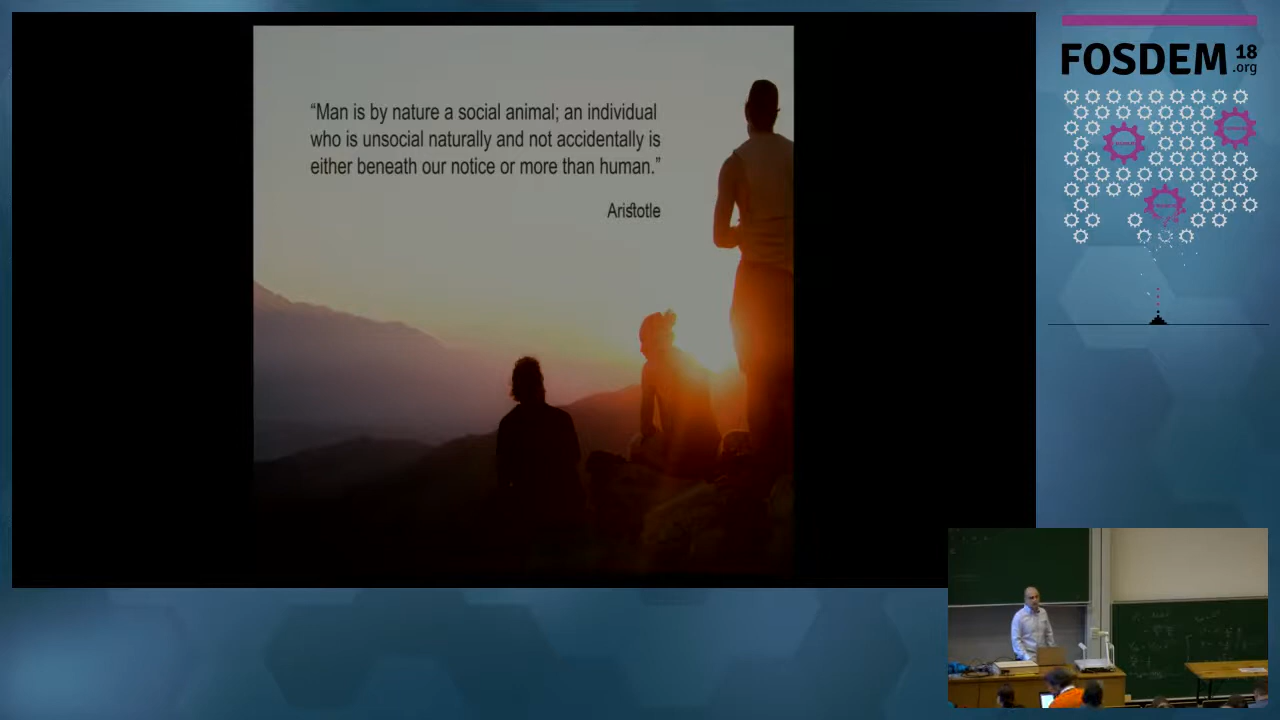 “Man is by nature a social animal; an individual
who is unsocial naturally and not accidentally is
either beneath our notice or more than human.”
Aristotle
FOSDEM 18
.org